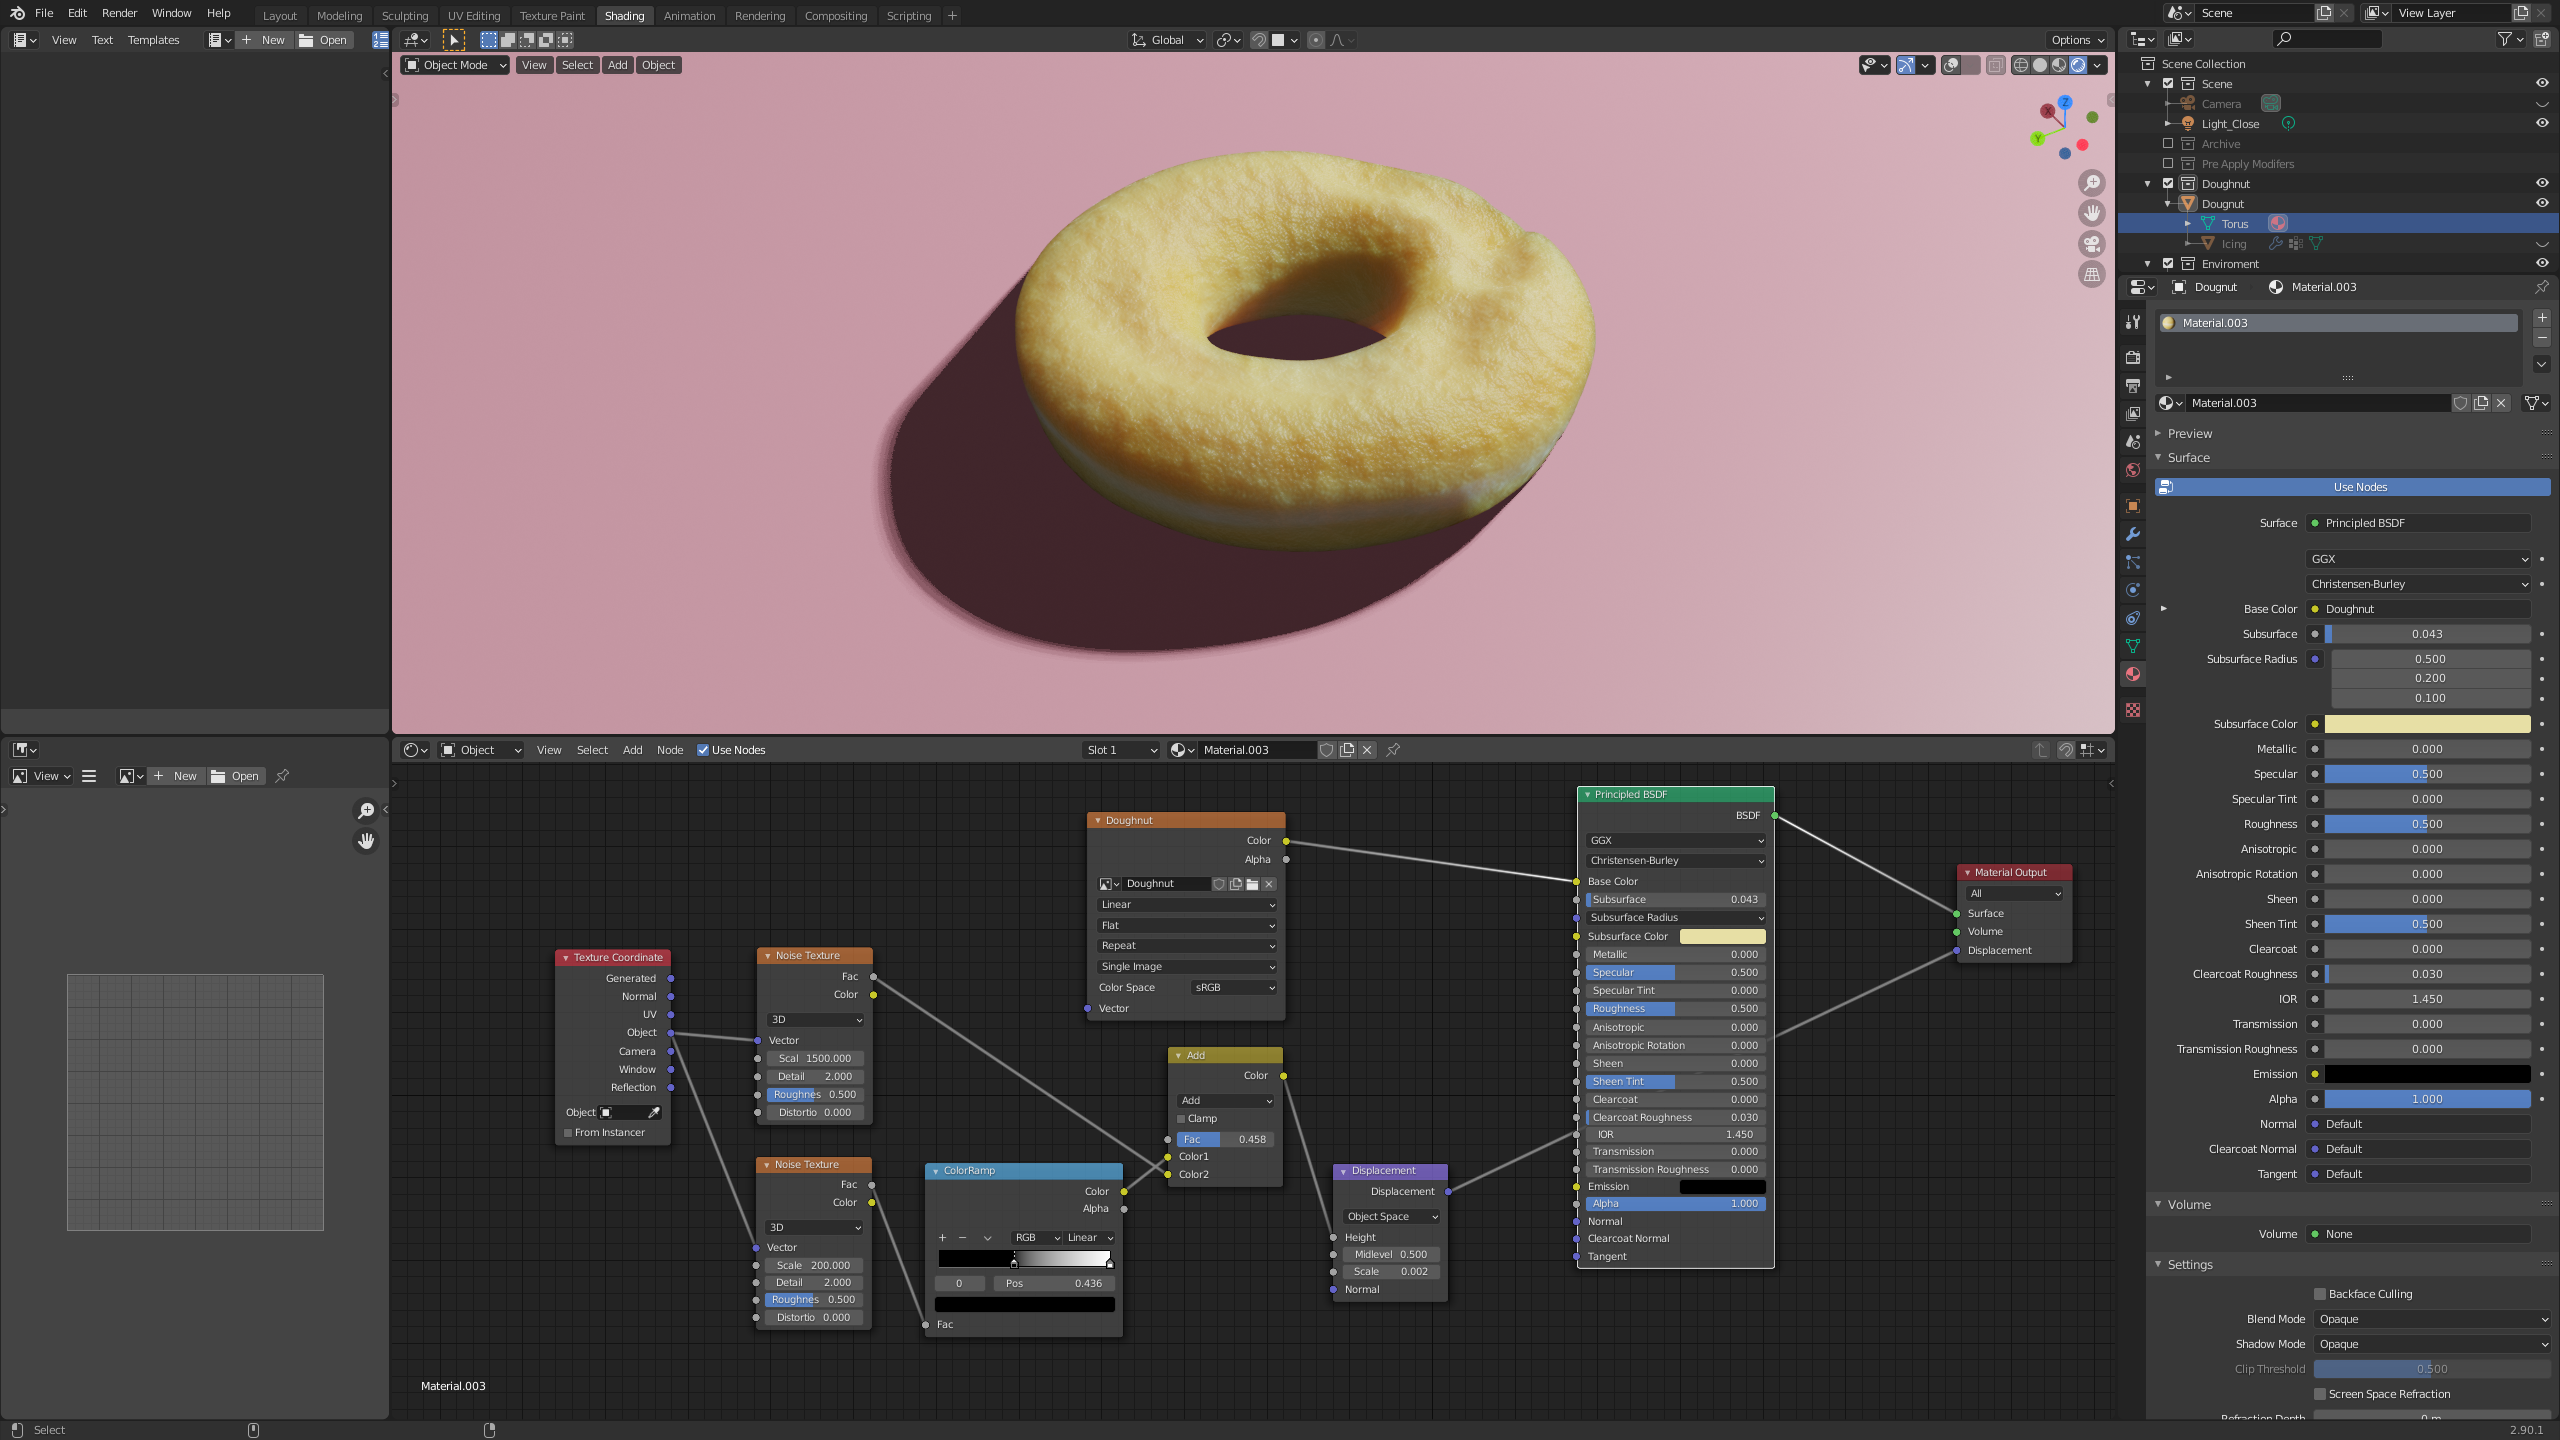 File Edit Render Window Help
Layout Modeling Sculpting UV Editing Texture Paint Shading Animation Rendering Compositing Scripting
Scene View Layer
View Text Templates New Open
Global Options
Object Mode View Select Add Object
X
Y
Z
Scene Collection
Scene
Camera
Light_Close
Archive
Pre Apply Modifers
Doughnut
Dougnut
Torus
Icing
Enviroment
Dougnut Material.003
Material.003
Material.003
Preview
Surface
Use Nodes
Surface Principled BSDF
GGX
Christensen-Burley
Base Color Doughnut
Subsurface 0.043
Subsurface Radius 0.500
0.200
0.100
Subsurface Color
Metallic 0.000
Specular 0.500
Specular Tint 0.000
Roughness 0.500
Anisotropic 0.000
Anisotropic Rotation 0.000
Sheen 0.000
Sheen Tint 0.500
Clearcoat 0.000
Clearcoat Roughness 0.030
IOR 1.450
Transmission 0.000
Transmission Roughness 0.000
Emission
Alpha 1.000
Normal Default
Clearcoat Normal Default
Tangent Default
Volume
Volume None
Settings
Backface Culling
Blend Mode Opaque
Shadow Mode Opaque
Clip Threshold 0.500
Screen Space Refraction
Refraction Depth 0 m
View New Open
Object View Select Add Node Use Nodes Slot 1 Material.003
Texture Coordinate
Generated
Normal
UV
Object
Camera
Window
Reflection
Object
From Instancer
Noise Texture
Fac
Color
3D
Vector
Scal 1500.000
Detail 2.000
Roughnes 0.500
Distortio 0.000
Noise Texture
Fac
Color
3D
Vector
Scale 200.000
Detail 2.000
Roughnes 0.500
Distortio 0.000
ColorRamp
Color
Alpha
RGB Linear
0 Pos 0.436
Fac
Doughnut
Color
Alpha
Doughnut
Linear
Flat
Repeat
Single Image
Color Space sRGB
Vector
Add
Color
Add
Clamp
Fac 0.458
Color1
Color2
Displacement
Displacement
Object Space
Height
Midlevel 0.500
Scale 0.002
Normal
Principled BSDF
BSDF
GGX
Christensen-Burley
Base Color
Subsurface 0.043
Subsurface Radius
Subsurface Color
Metallic 0.000
Specular 0.500
Specular Tint 0.000
Roughness 0.500
Anisotropic 0.000
Anisotropic Rotation 0.000
Sheen 0.000
Sheen Tint 0.500
Clearcoat 0.000
Clearcoat Roughness 0.030
IOR 1.450
Transmission 0.000
Transmission Roughness 0.000
Emission
Alpha 1.000
Normal
Clearcoat Normal
Tangent
Material Output
All
Surface
Volume
Displacement
Material.003
Select 2.90.1